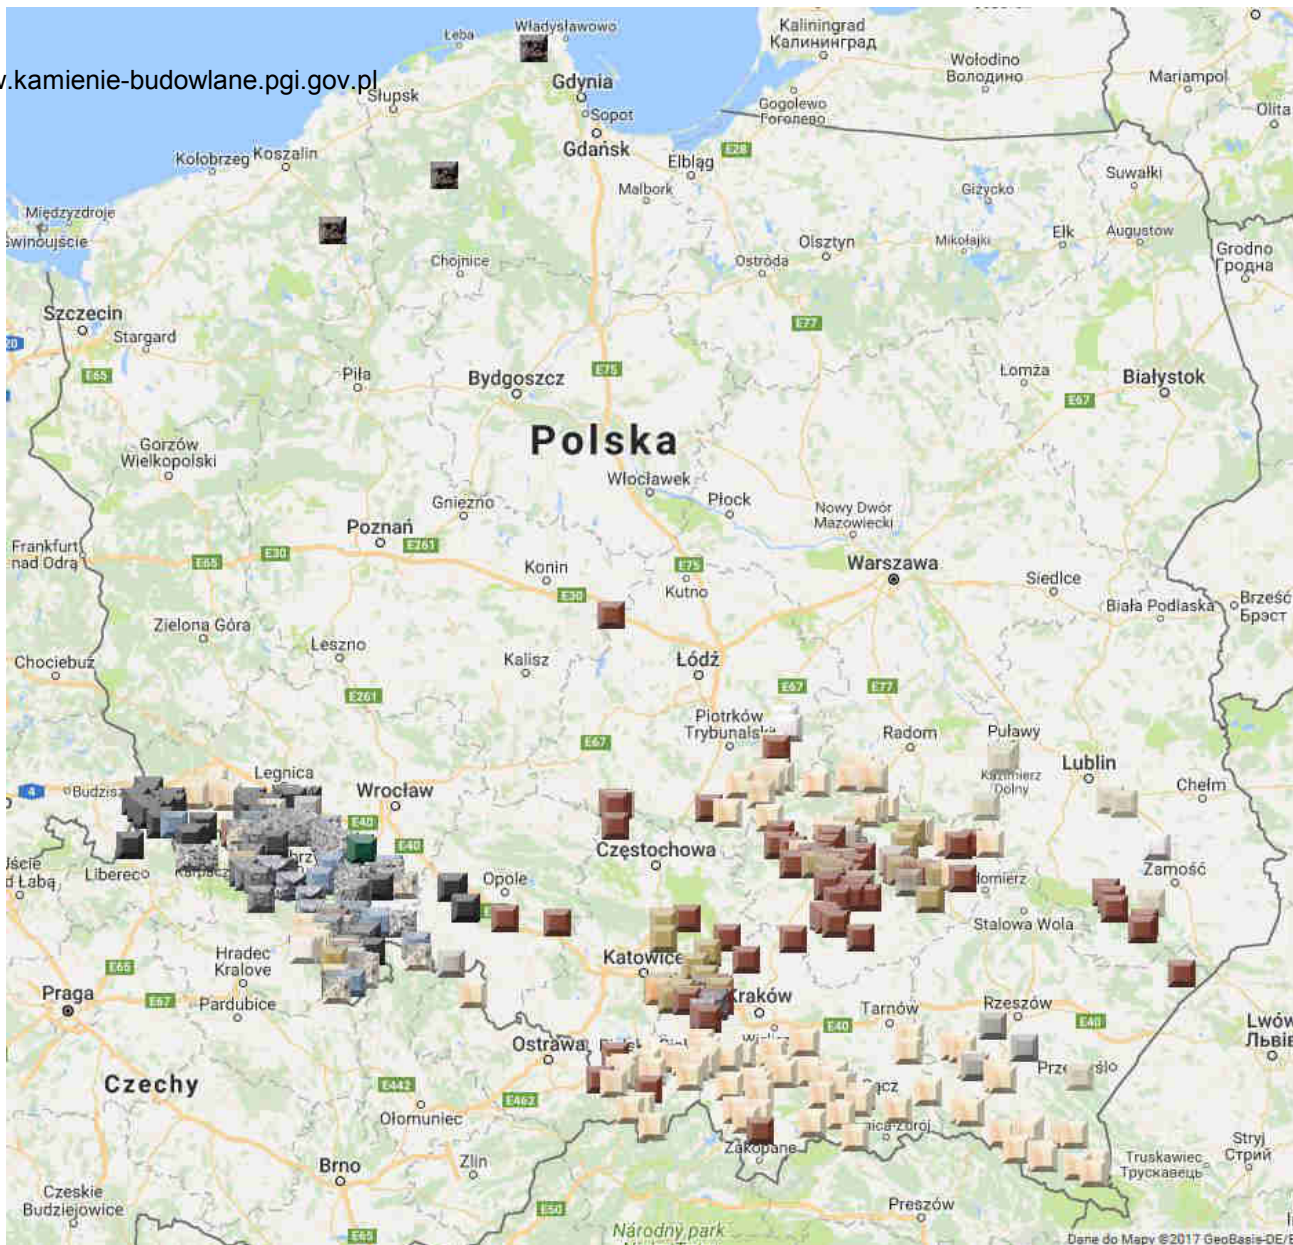 Władysławowo
Łeba
Kaliningrad
Калининград
Wołodino
Володино
Mariampol
.kamienie-budowlane.pgi.gov.pl
Gdynia
Słupsk
Sopot
Gogolewo
Гоголево
Olita
Gdańsk
E28
Kołobrzeg
Koszalin
Elbląg
Suwałki
Malbork
Giżycko
Międzyzdroje
Świnoujście
Olsztyn
Mikołajki
Ełk
Augustów
Grodno
Гродна
Chojnice
Ostróda
Szczecin
E77
Stargard
20
E65
Piła
E75
Bydgoszcz
Łomża
Białystok
E67
Gorzów
Wielkopolski
Polska
Włocławek
Gniezno
Płock
Nowy Dwór
Mazowiecki
Poznań
E261
Frankfurt
nad Odrą
E30
E65
Konin
E75
Warszawa
Siedlce
E30
Kutno
Biała Podlaska
Brześć
Брэст
Zielona Góra
Leszno
Chociebuż
Kalisz
Łódź
E261
E67
E77
Piotrków
Radom
Puławy
E67
Lublin
Legnica
Kazimierz
Dolny
Chełm
4
Wrocław
E40
E40
Częstochowa
Liberec
Opole
Zamość
Stalowa Wola
Hradec
Kralove
Katowice
E65
Praga
E67
Pardubice
Kraków
Tarnów
Rzeszów
E40
E40
Lwów
Львів
Ostrawa
Czechy
E442
E462
Ołomuniec
Zakopane
Brno
Zlin
Truskawiec
Трускавець
Stryj
Стрий
Czeskie
Budziejowice
E50
Preszów
Národný park
E65
Dane do Mapy ©2017 GeoBasis-DE/